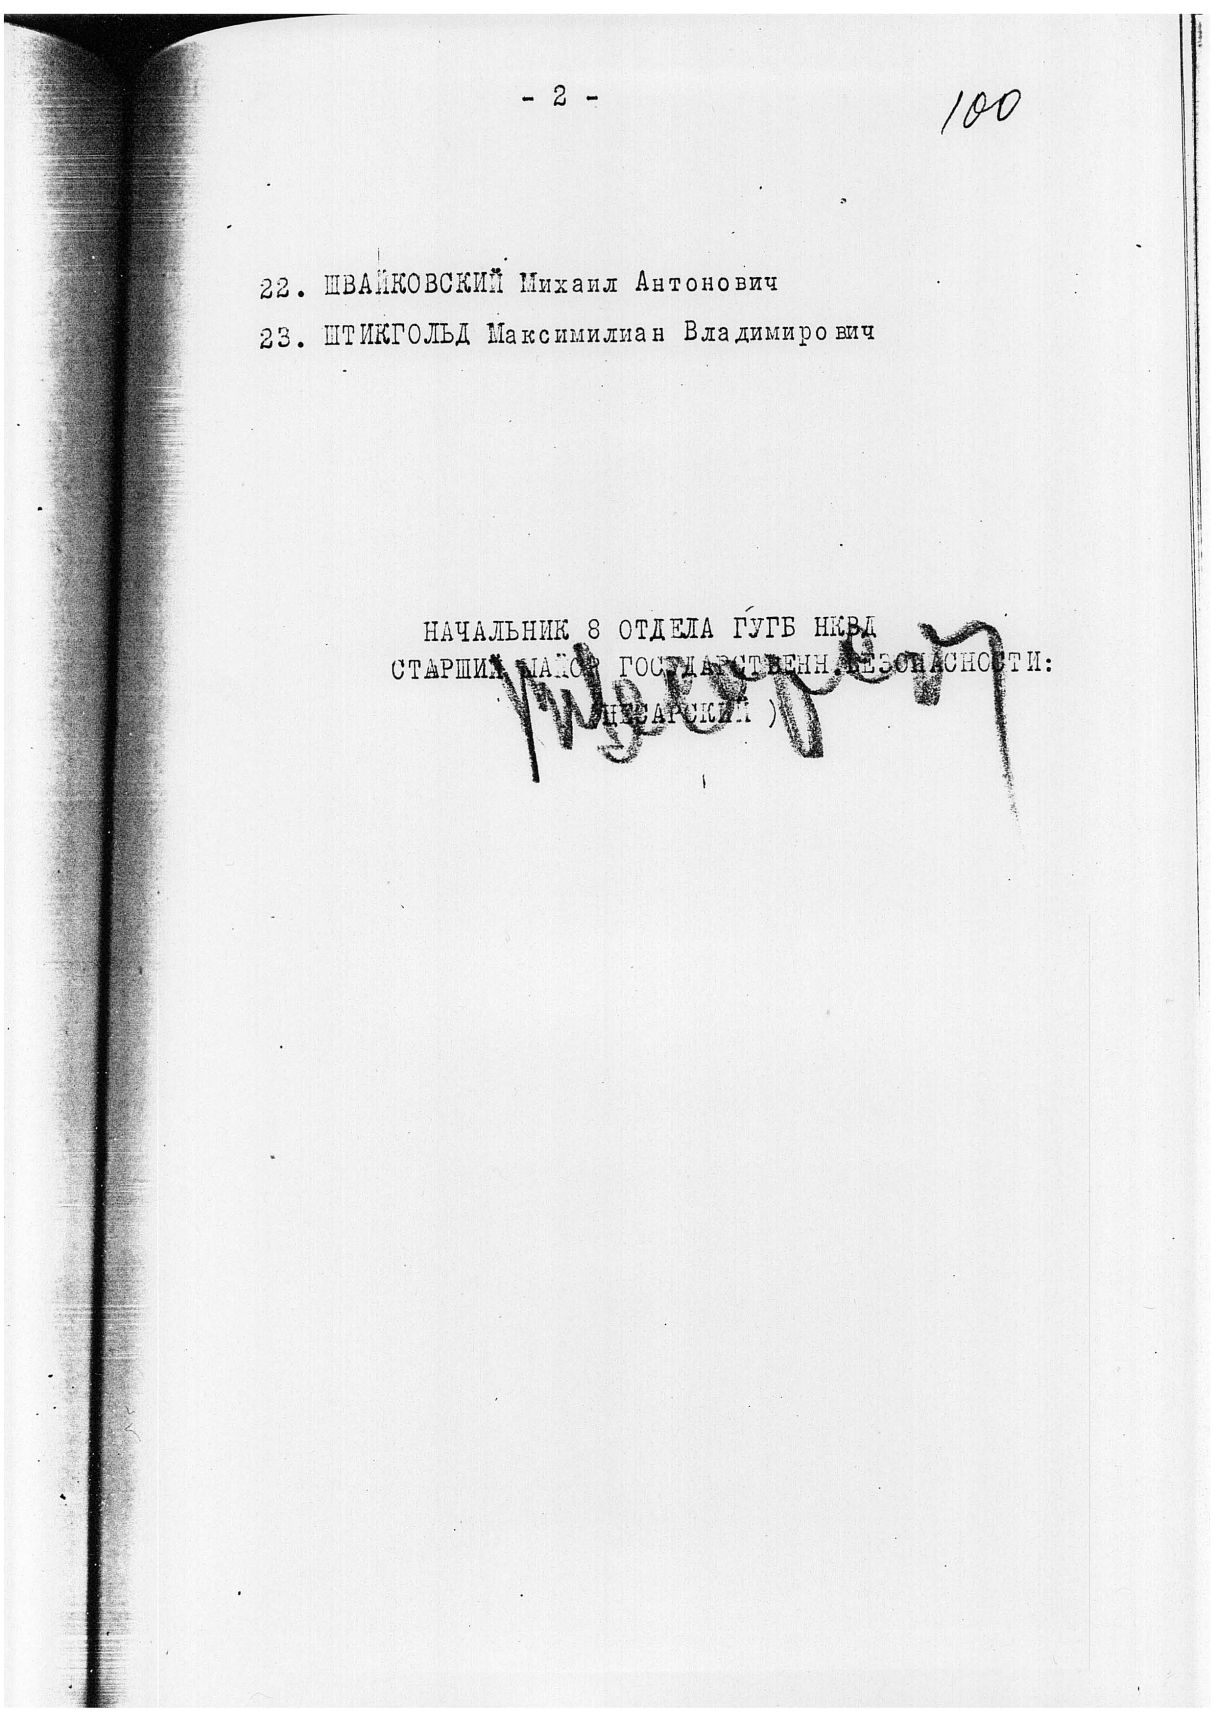 - 2 -
100
22. ШВАЙКОВСКИЙ Михаил Антонович
23. ШТИКГОЛЬД Максимилиан Владимирович
НАЧАЛЬНИК 8 ОТДЕЛА ГУГБ НКВД
СТАРШИЙ МАЙОР ГОСУДАРСТВЕНН.БЕЗОПАСНОСТИ:
(ЦЕСАРСКИЙ )